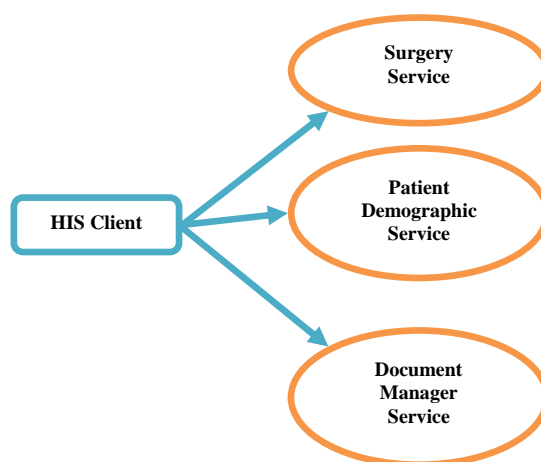 Surgery
Service
HIS Client
Patient
Demographic
Service
Document
Manager
Service